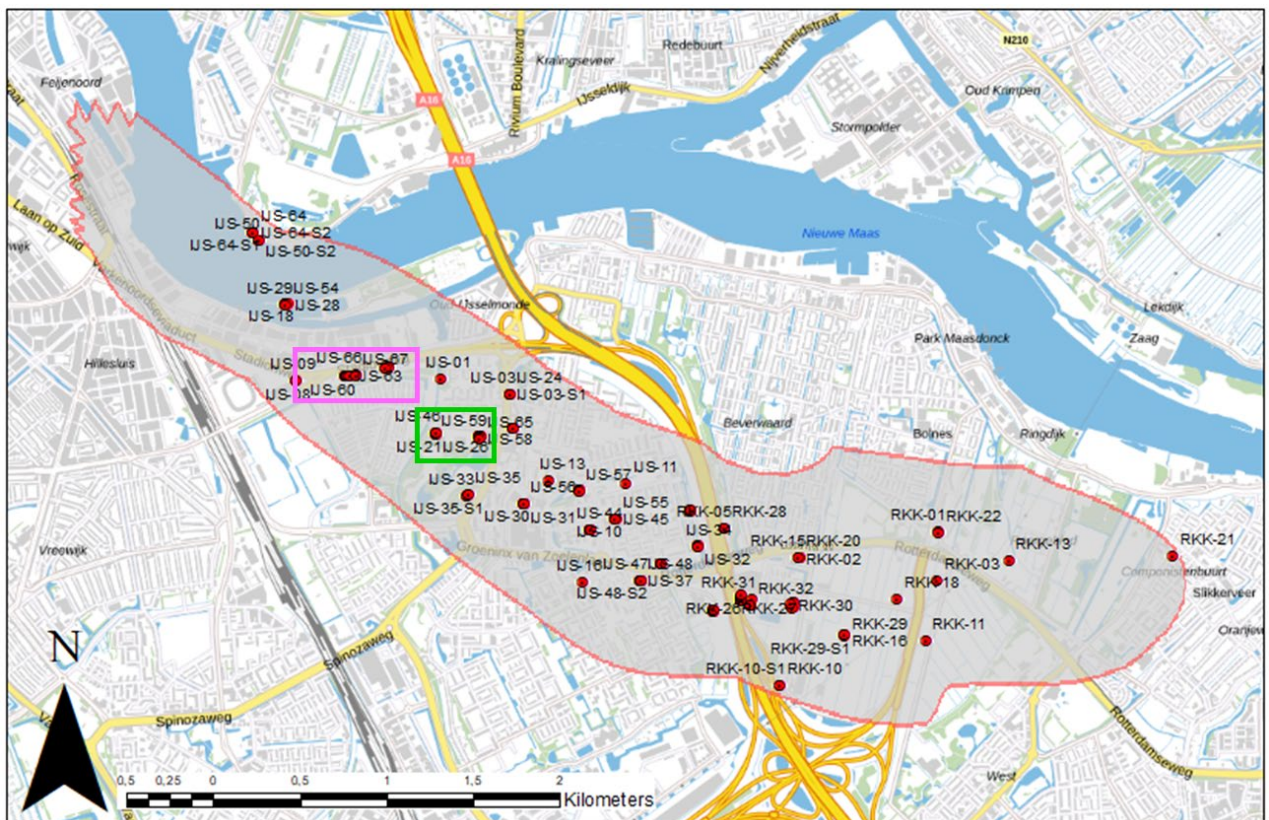 Feijenoord
Kralingseveer
Redebuurt
Nijverheidstraat
N210
Rivium Boulevard
IJsseldijk
A16
Oud Krimpen
Stormpolder
A16
Laan op Zuid
Nieuwe Maas
IJS-64
IJS-50
IJS-64-S2
IJS-64-S1
IJS-50-S2
IJS-29
IJS-54
IJS-28
IJS-18
Lekdijk
Zaag
Park Maasdonck
Hillesluis
IJS-09
IJS-66
IJS-67
IJS-01
IJS-63
IJS-60
IJS-03
IJS-24
IJS-03-S1
IJS-46
IJS-59
IJS-65
IJS-58
IJS-21
IJS-26
Beverwaard
Bolnes
Ringdijk
IJS-13
IJS-11
IJS-57
IJS-33
IJS-35
IJS-56
IJS-35-S1
IJS-30
IJS-31
IJS-44
IJS-55
IJS-45
IJS-10
RKK-05
RKK-28
IJS-34
RKK-01
RKK-22
RKK-15
RKK-20
RKK-02
RKK-13
RKK-21
Vreewijk
Groeninx van Zoelenlaan
IJS-32
Rotterdamseweg
RKK-03
IJS-16
IJS-47
IJS-48
IJS-37
IJS-48-S2
RKK-31
RKK-32
RKK-18
Slikkerveer
RKK-26
RKK-27
RKK-30
RKK-29
RKK-16
RKK-29-S1
RKK-11
RKK-10-S1
RKK-10
N
Spinozaweg
Spinozaweg
West
Rotterdamseweg
0,5 0,25 0 0,5 1 1,5 2
Kilometers